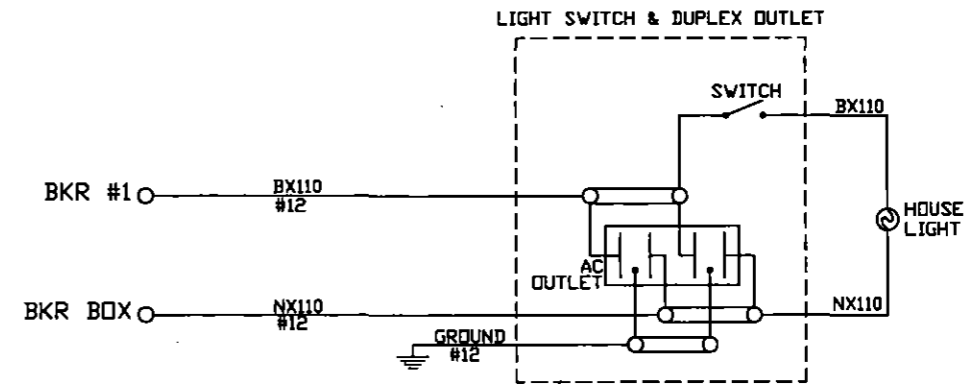 LIGHT SWITCH & DUPLEX OUTLET
SWITCH
BX110
BKR #1
BX110
#12
HOUSE
LIGHT
AC
OUTLET
BKR BOX
NX110
#12
NX110
GROUND
#12